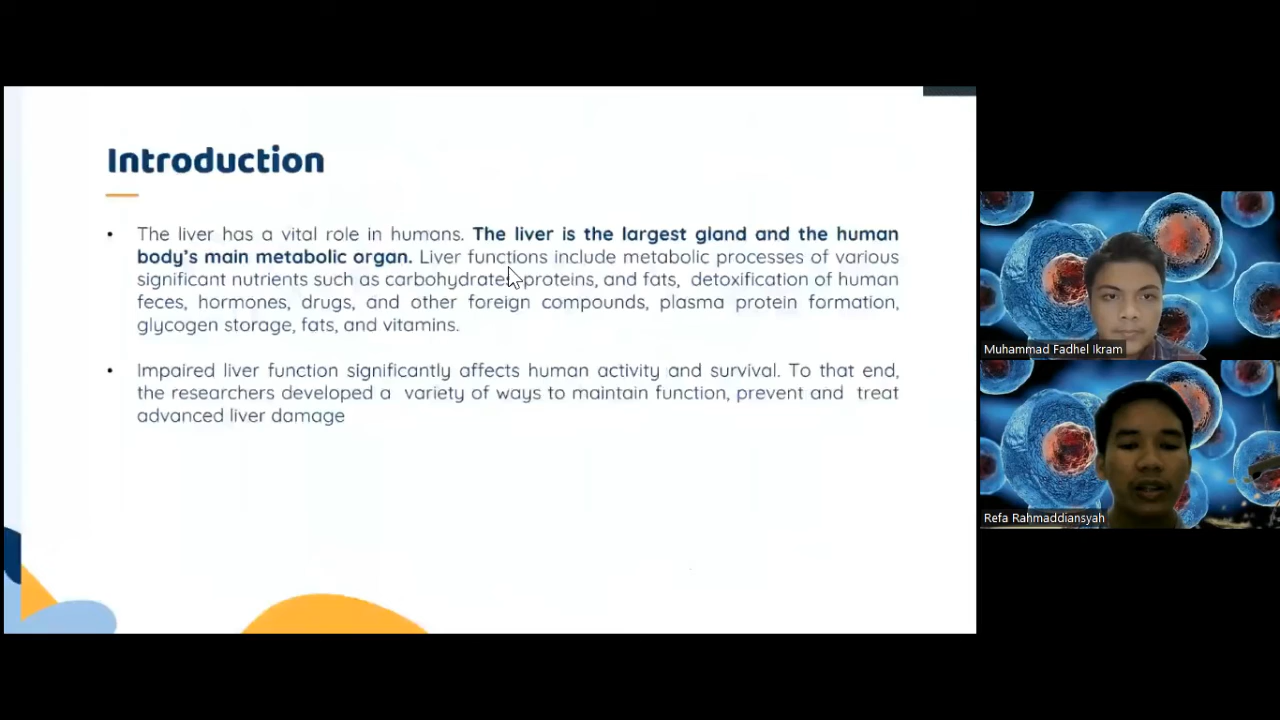 Introduction
• The liver has a vital role in humans. The liver is the largest gland and the human
body's main metabolic organ. Liver functions include metabolic processes of various
significant nutrients such as carbohydrates, proteins, and fats, detoxification of human
feces, hormones, drugs, and other foreign compounds, plasma protein formation,
glycogen storage, fats, and vitamins.
• Impaired liver function significantly affects human activity and survival. To that end,
the researchers developed a variety of ways to maintain function, prevent and treat
advanced liver damage
Muhammad Fadhel Ikram
Refa Rahmaddiansyah